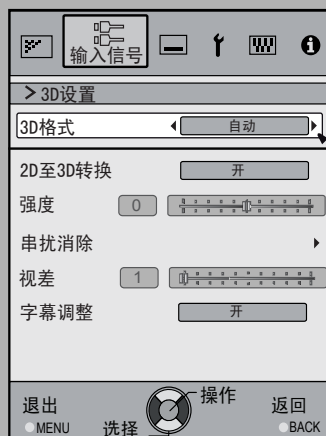 输入信号
>3D设置
3D格式 自动
2D至3D转换 开
强度 0
串扰消除
视差 1
字幕调整 开
退出 操作 返回
MENU 选择 BACK